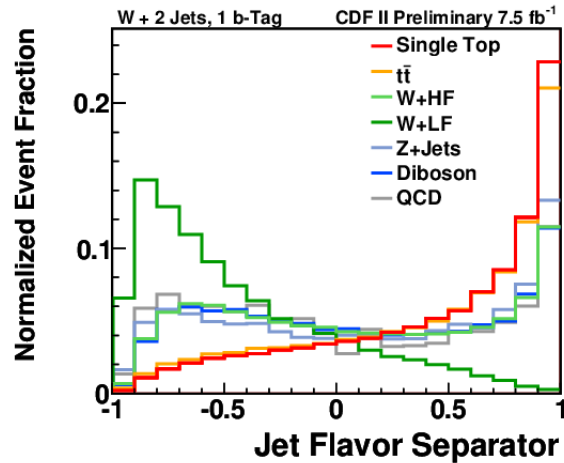 W + 2 Jets, 1 b-Tag CDF II Preliminary 7.5 fb⁻¹
Single Top
tt̄
W+HF
W+LF
Z+Jets
Diboson
QCD
Normalized Event Fraction
0.2
0.1
0
-1 -0.5 0 0.5 1
Jet Flavor Separator